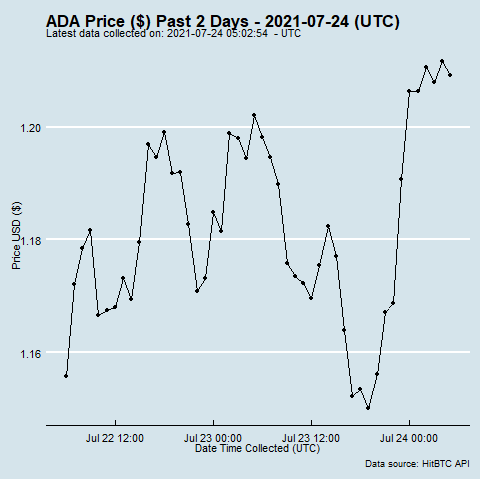 ADA Price ($) Past 2 Days - 2021-07-24 (UTC)
Latest data collected on: 2021-07-24 05:02:54 - UTC
1.20
1.18
1.16
Price USD ($)
Jul 22 12:00 Jul 23 00:00 Jul 23 12:00 Jul 24 00:00
Date Time Collected (UTC)
Data source: HitBTC API